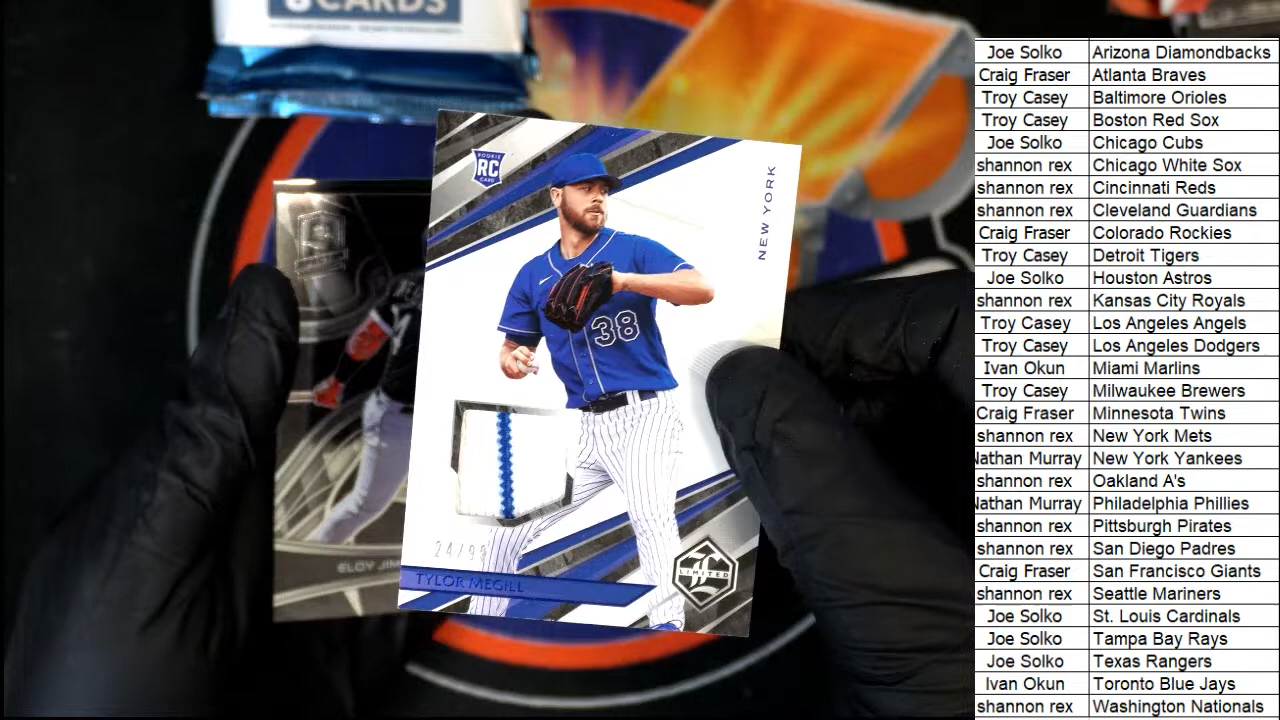 8 CARDS
ROOKIE
RC
CARD
NEW YORK
38
24/99
TYLOR MEGILL
LIMITED
ELOY JIM
Joe Solko Arizona Diamondbacks
Craig Fraser Atlanta Braves
Troy Casey Baltimore Orioles
Troy Casey Boston Red Sox
Joe Solko Chicago Cubs
shannon rex Chicago White Sox
shannon rex Cincinnati Reds
shannon rex Cleveland Guardians
Craig Fraser Colorado Rockies
Troy Casey Detroit Tigers
Joe Solko Houston Astros
shannon rex Kansas City Royals
Troy Casey Los Angeles Angels
Troy Casey Los Angeles Dodgers
Ivan Okun Miami Marlins
Troy Casey Milwaukee Brewers
Craig Fraser Minnesota Twins
shannon rex New York Mets
Nathan Murray New York Yankees
shannon rex Oakland A's
Nathan Murray Philadelphia Phillies
shannon rex Pittsburgh Pirates
shannon rex San Diego Padres
Craig Fraser San Francisco Giants
shannon rex Seattle Mariners
Joe Solko St. Louis Cardinals
Joe Solko Tampa Bay Rays
Joe Solko Texas Rangers
Ivan Okun Toronto Blue Jays
shannon rex Washington Nationals